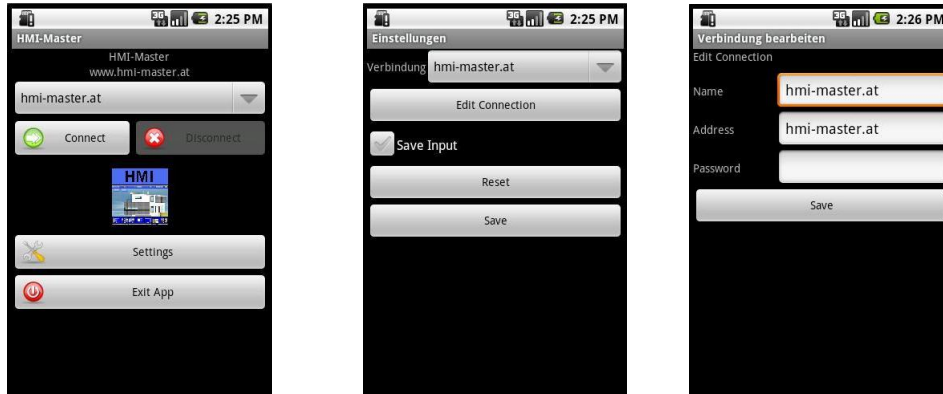 2:25 PM
HMI-Master
HMI-Master
www.hmi-master.at
hmi-master.at
Connect
Disconnect
HMI
Settings
Exit App
2:25 PM
Einstellungen
Verbindung hmi-master.at
Edit Connection
Save Input
Reset
Save
2:26 PM
Verbindung bearbeiten
Edit Connection
Name hmi-master.at
Address hmi-master.at
Password
Save